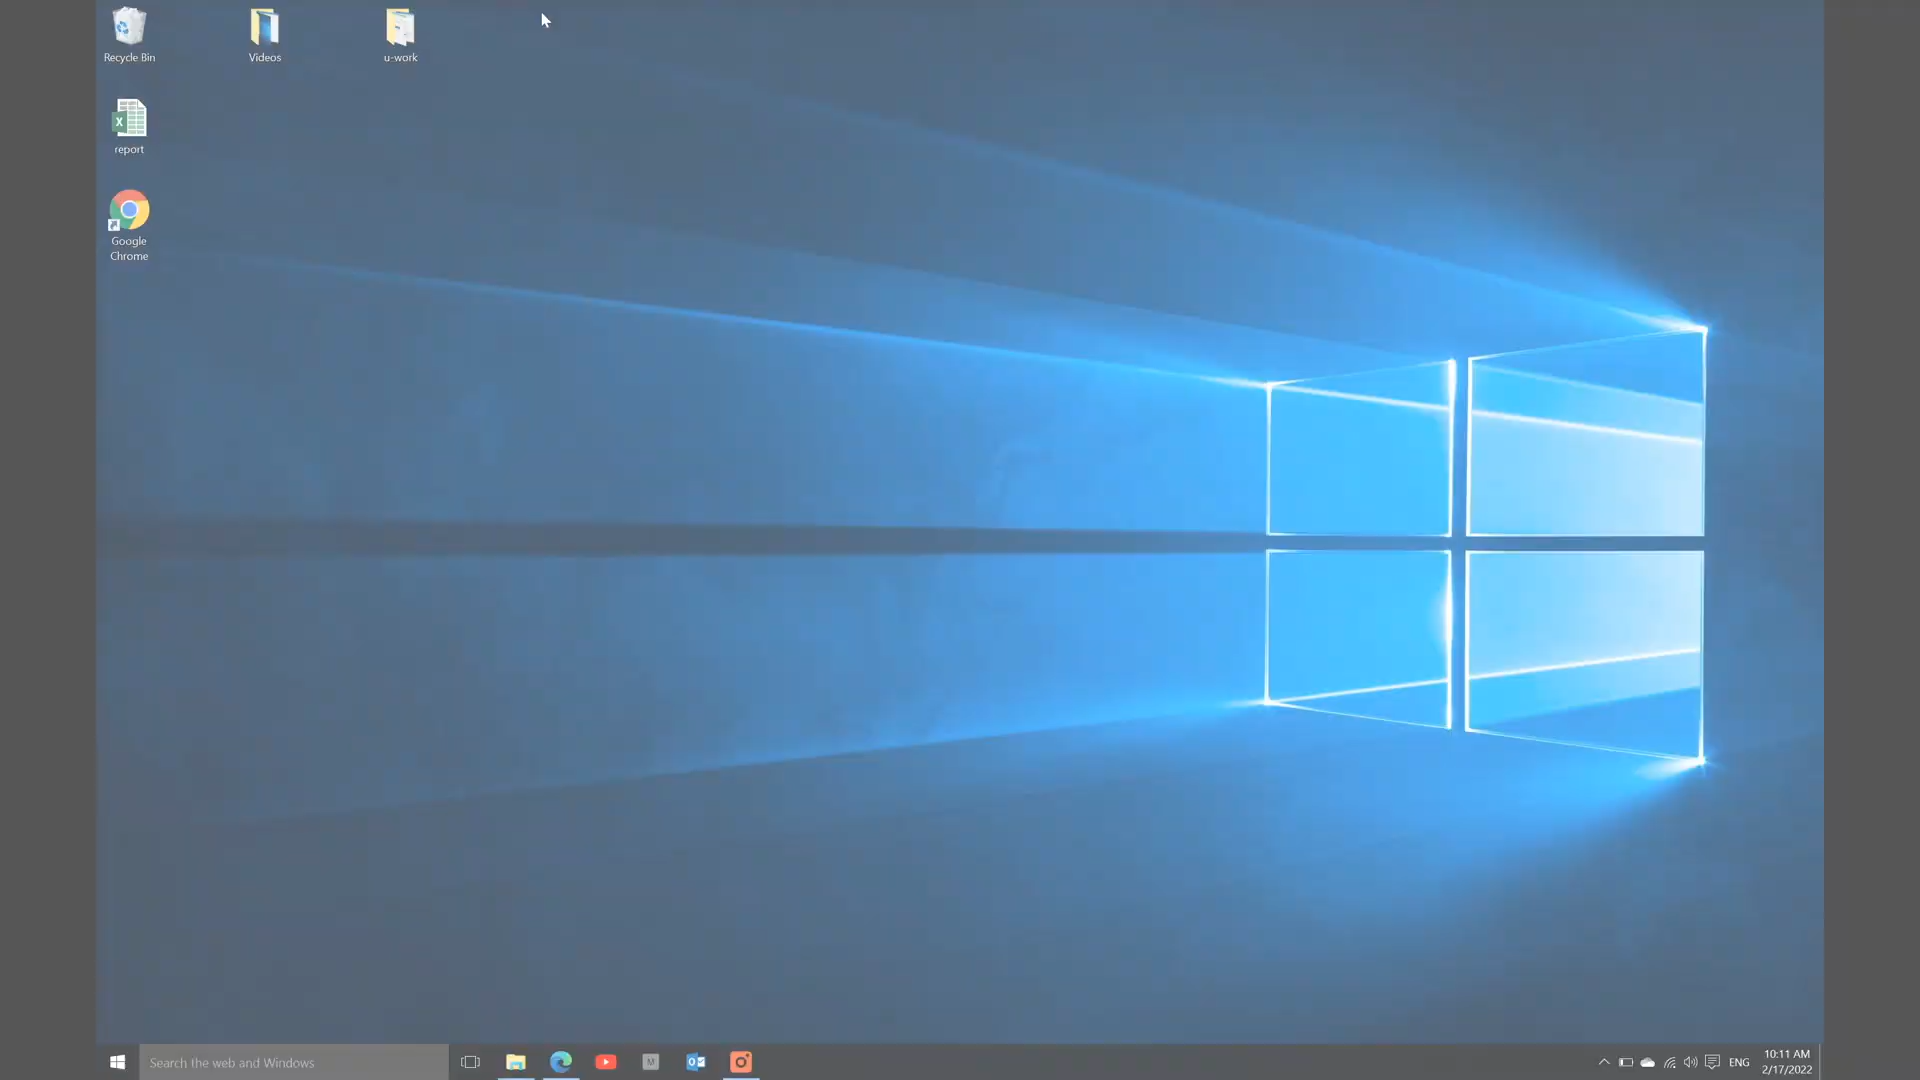 Recycle Bin
Videos
u-work
report
Google
Chrome
Search the web and Windows
ENG
10:11 AM
2/17/2022